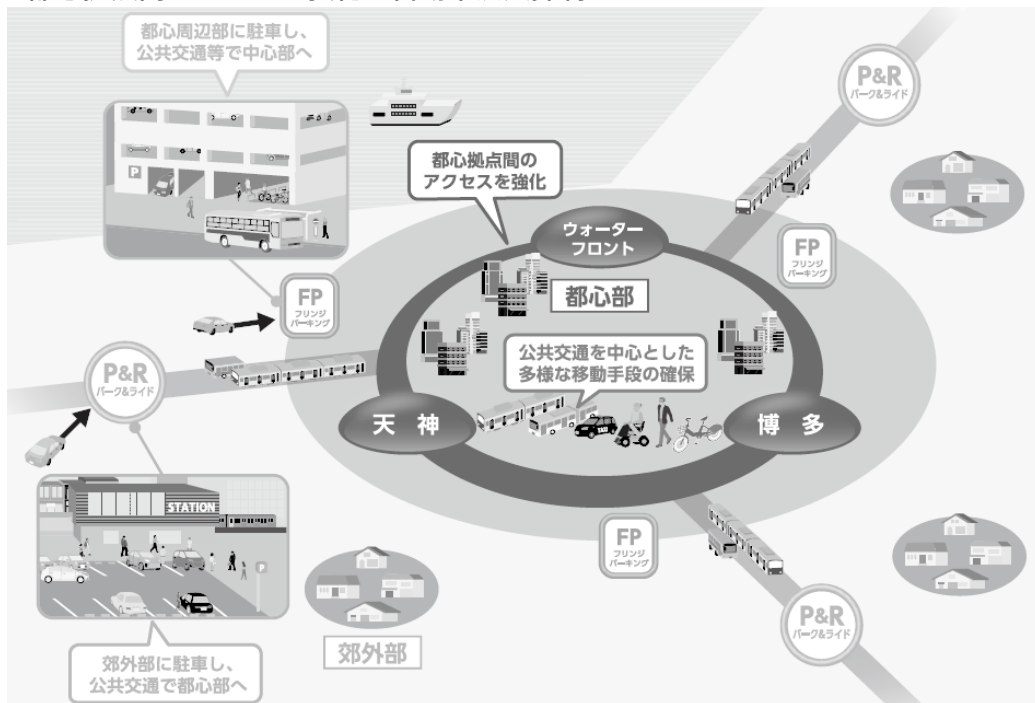 都心周辺部に駐車し、
公共交通等で中心部へ
P&R
パーク&ライド
P
都心拠点間の
アクセスを強化
ウォーター
フロント
FP
フリンジ
パーキング
都心部
FP
フリンジ
パーキング
公共交通を中心とした
多様な移動手段の確保
P&R
パーク&ライド
天神
博多
STATION
P
FP
フリンジ
パーキング
P&R
パーク&ライド
郊外部
郊外部に駐車し、
公共交通で都心部へ